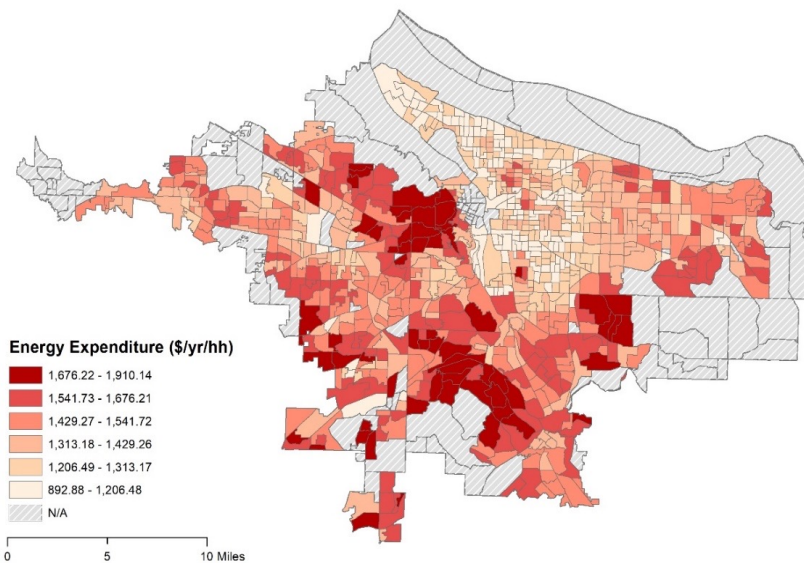 Energy Expenditure ($/yr/hh)
1,676.22 - 1,910.14
1,541.73 - 1,676.21
1,429.27 - 1,541.72
1,313.18 - 1,429.26
1,206.49 - 1,313.17
892.88 - 1,206.48
N/A
0 5 10 Miles